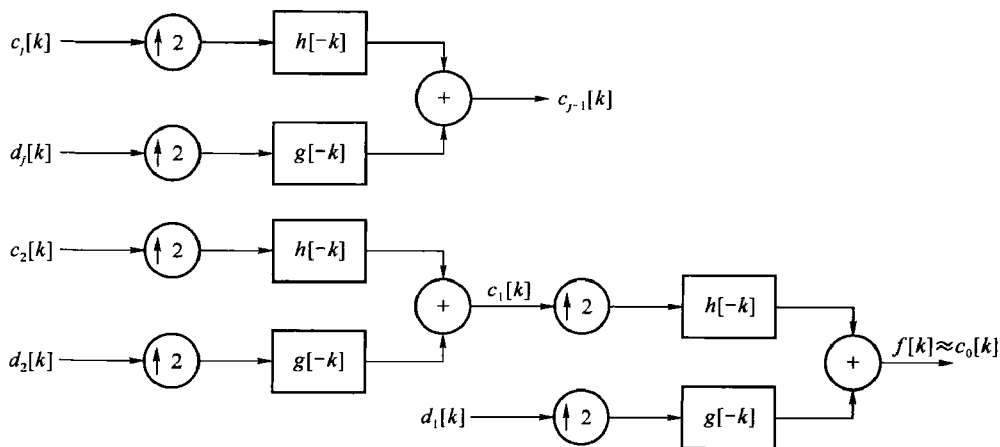 c_j[k] ↑ 2 h[−k]
+ c_{j−1}[k]
d_j[k] ↑ 2 g[−k]
c_2[k] ↑ 2 h[−k]
+ c_1[k] ↑ 2 h[−k]
d_2[k] ↑ 2 g[−k]
+ f[k]≈c_0[k]
d_1[k] ↑ 2 g[−k]